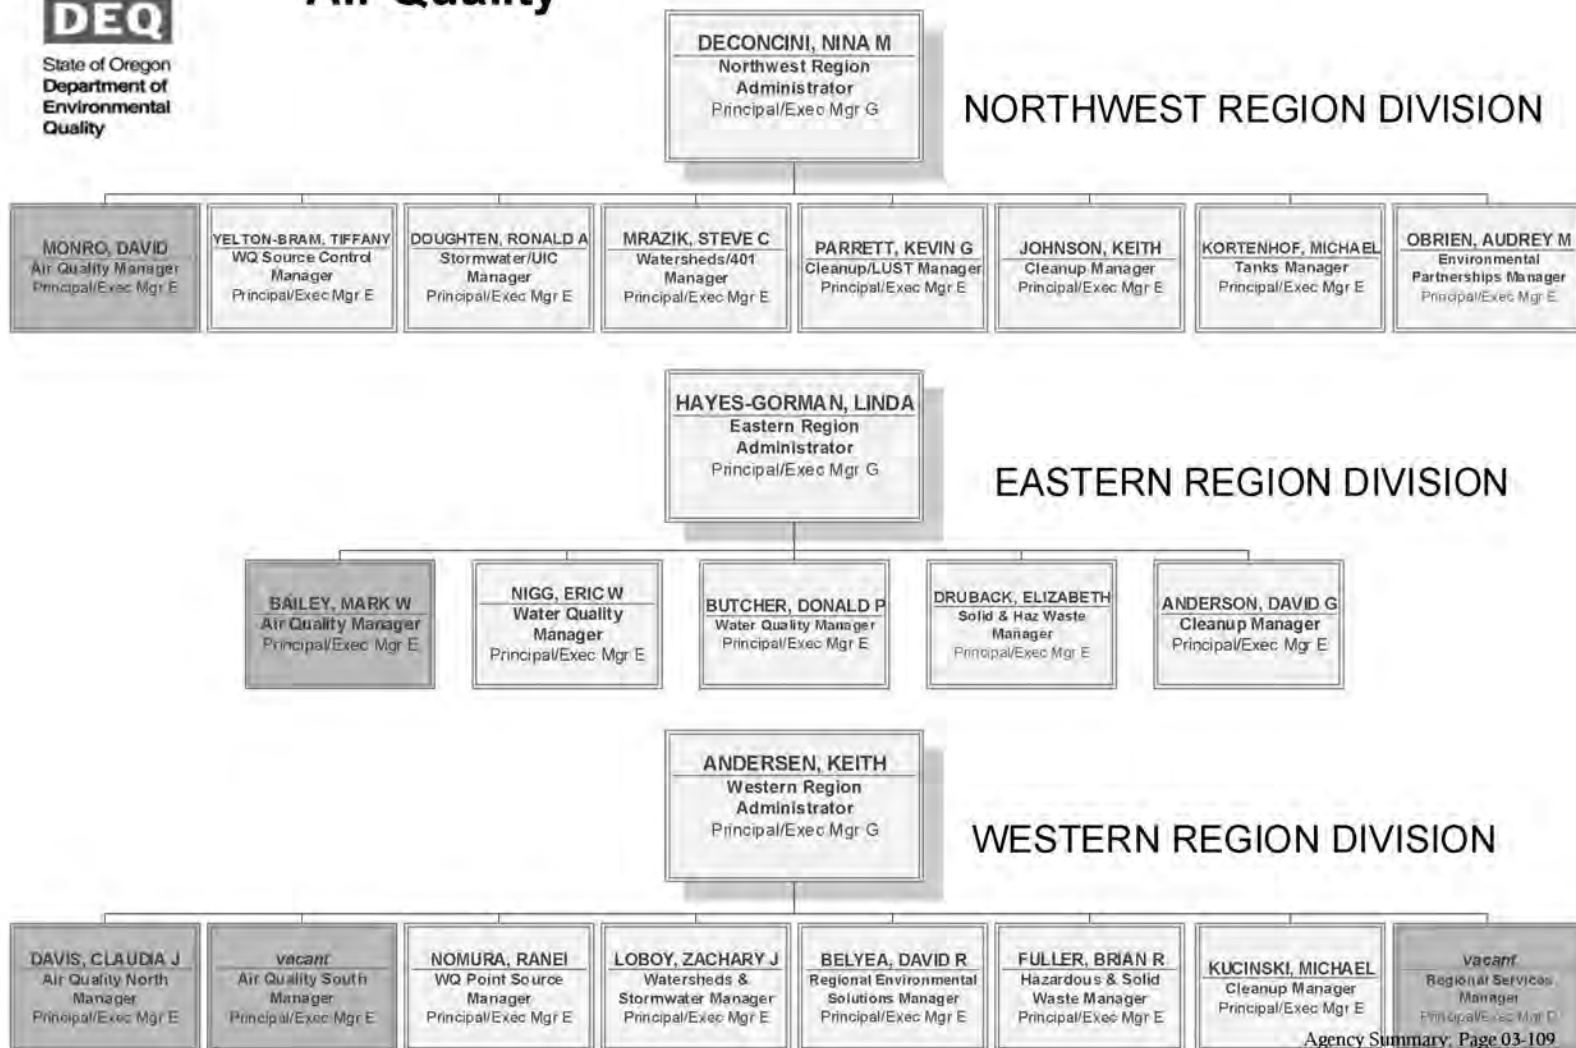 Air Quality
DEQ
State of Oregon
Department of
Environmental
Quality
DECONCINI, NINA M
Northwest Region
Administrator
Principal/Exec Mgr G
NORTHWEST REGION DIVISION
MONRO, DAVID
Air Quality Manager
Principal/Exec Mgr E
YELTON-BRAM, TIFFANY
WQ Source Control
Manager
Principal/Exec Mgr E
DOUGHTEN, RONALD A
Stormwater/UIC
Manager
Principal/Exec Mgr E
MRAZIK, STEVE C
Watersheds/401
Manager
Principal/Exec Mgr E
PARRETT, KEVIN G
Cleanup/LUST Manager
Principal/Exec Mgr E
JOHNSON, KEITH
Cleanup Manager
Principal/Exec Mgr E
KORTENHOF, MICHAEL
Tanks Manager
Principal/Exec Mgr E
OBRIEN, AUDREY M
Environmental
Partnerships Manager
Principal/Exec Mgr E
HAYES-GORMAN, LINDA
Eastern Region
Administrator
Principal/Exec Mgr G
EASTERN REGION DIVISION
BAILEY, MARK W
Air Quality Manager
Principal/Exec Mgr E
NIGG, ERIC W
Water Quality
Manager
Principal/Exec Mgr E
BUTCHER, DONALD P
Water Quality Manager
Principal/Exec Mgr E
DRUBACK, ELIZABETH
Solid & Haz Waste
Manager
Principal/Exec Mgr E
ANDERSON, DAVID G
Cleanup Manager
Principal/Exec Mgr E
ANDERSEN, KEITH
Western Region
Administrator
Principal/Exec Mgr G
WESTERN REGION DIVISION
DAVIS, CLAUDIA J
Air Quality North
Manager
Principal/Exec Mgr E
vacant
Air Quality South
Manager
Principal/Exec Mgr E
NOMURA, RANEI
WQ Point Source
Manager
Principal/Exec Mgr E
LOBOY, ZACHARY J
Watersheds &
Stormwater Manager
Principal/Exec Mgr E
BELYEA, DAVID R
Regional Environmental
Solutions Manager
Principal/Exec Mgr E
FULLER, BRIAN R
Hazardous & Solid
Waste Manager
Principal/Exec Mgr E
KUCINSKI, MICHAEL
Cleanup Manager
Principal/Exec Mgr E
vacant
Regional Services
Manager
Principal/Exec Mgr D
Agency Summary: Page 03-109